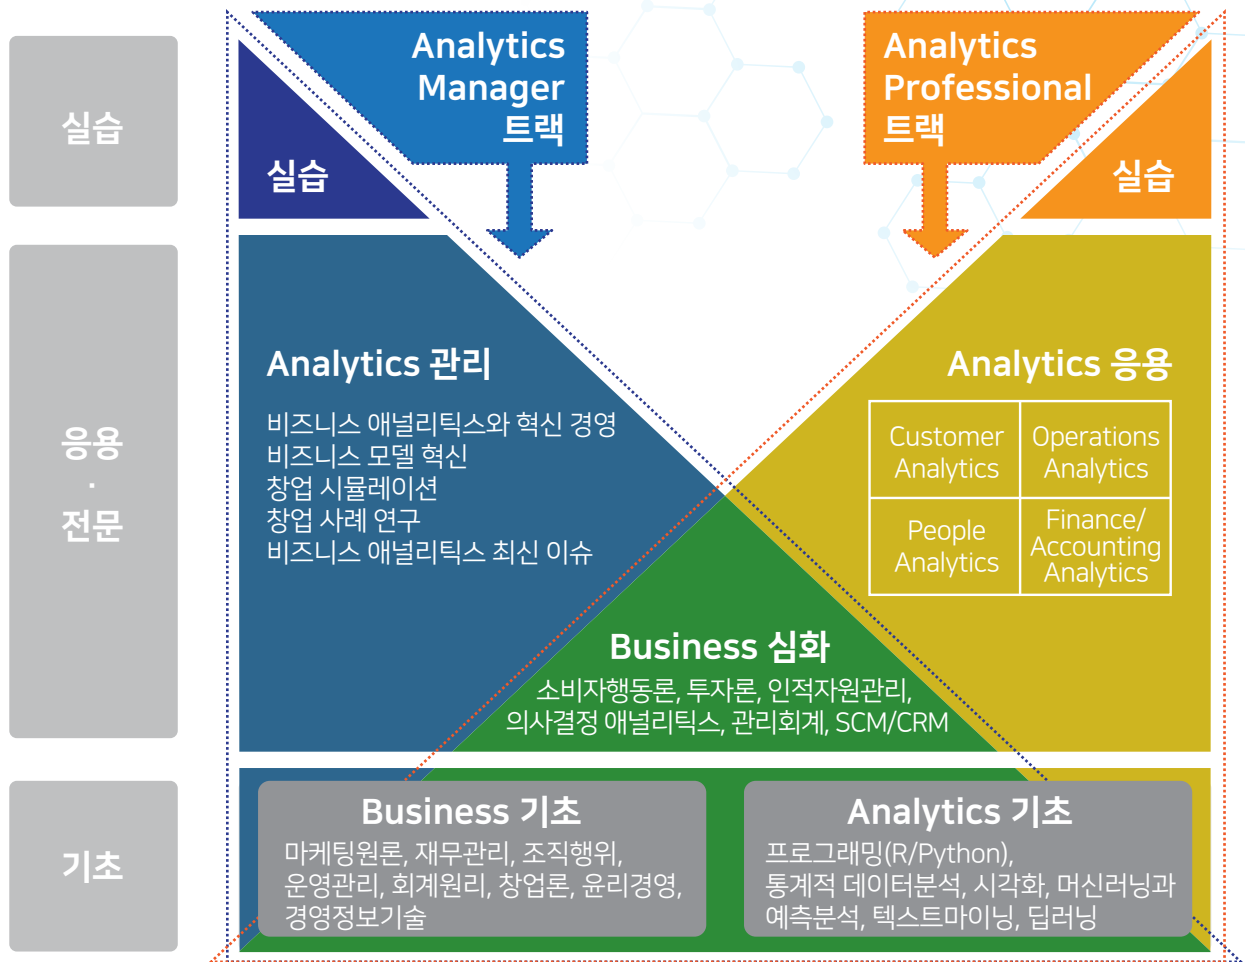 실습
응용
·
전문
기초
Analytics
Manager
트랙
Analytics
Professional
트랙
실습
실습
Analytics 관리
비즈니스 애널리틱스와 혁신 경영
비즈니스 모델 혁신
창업 시뮬레이션
창업 사례 연구
비즈니스 애널리틱스 최신 이슈
Analytics 응용
Customer
Analytics
Operations
Analytics
People
Analytics
Finance/
Accounting
Analytics
Business 심화
소비자행동론, 투자론, 인적자원관리,
의사결정 애널리틱스, 관리회계, SCM/CRM
Business 기초
마케팅원론, 재무관리, 조직행위,
운영관리, 회계원리, 창업론, 윤리경영,
경영정보기술
Analytics 기초
프로그래밍(R/Python),
통계적 데이터분석, 시각화, 머신러닝과
예측분석, 텍스트마이닝, 딥러닝